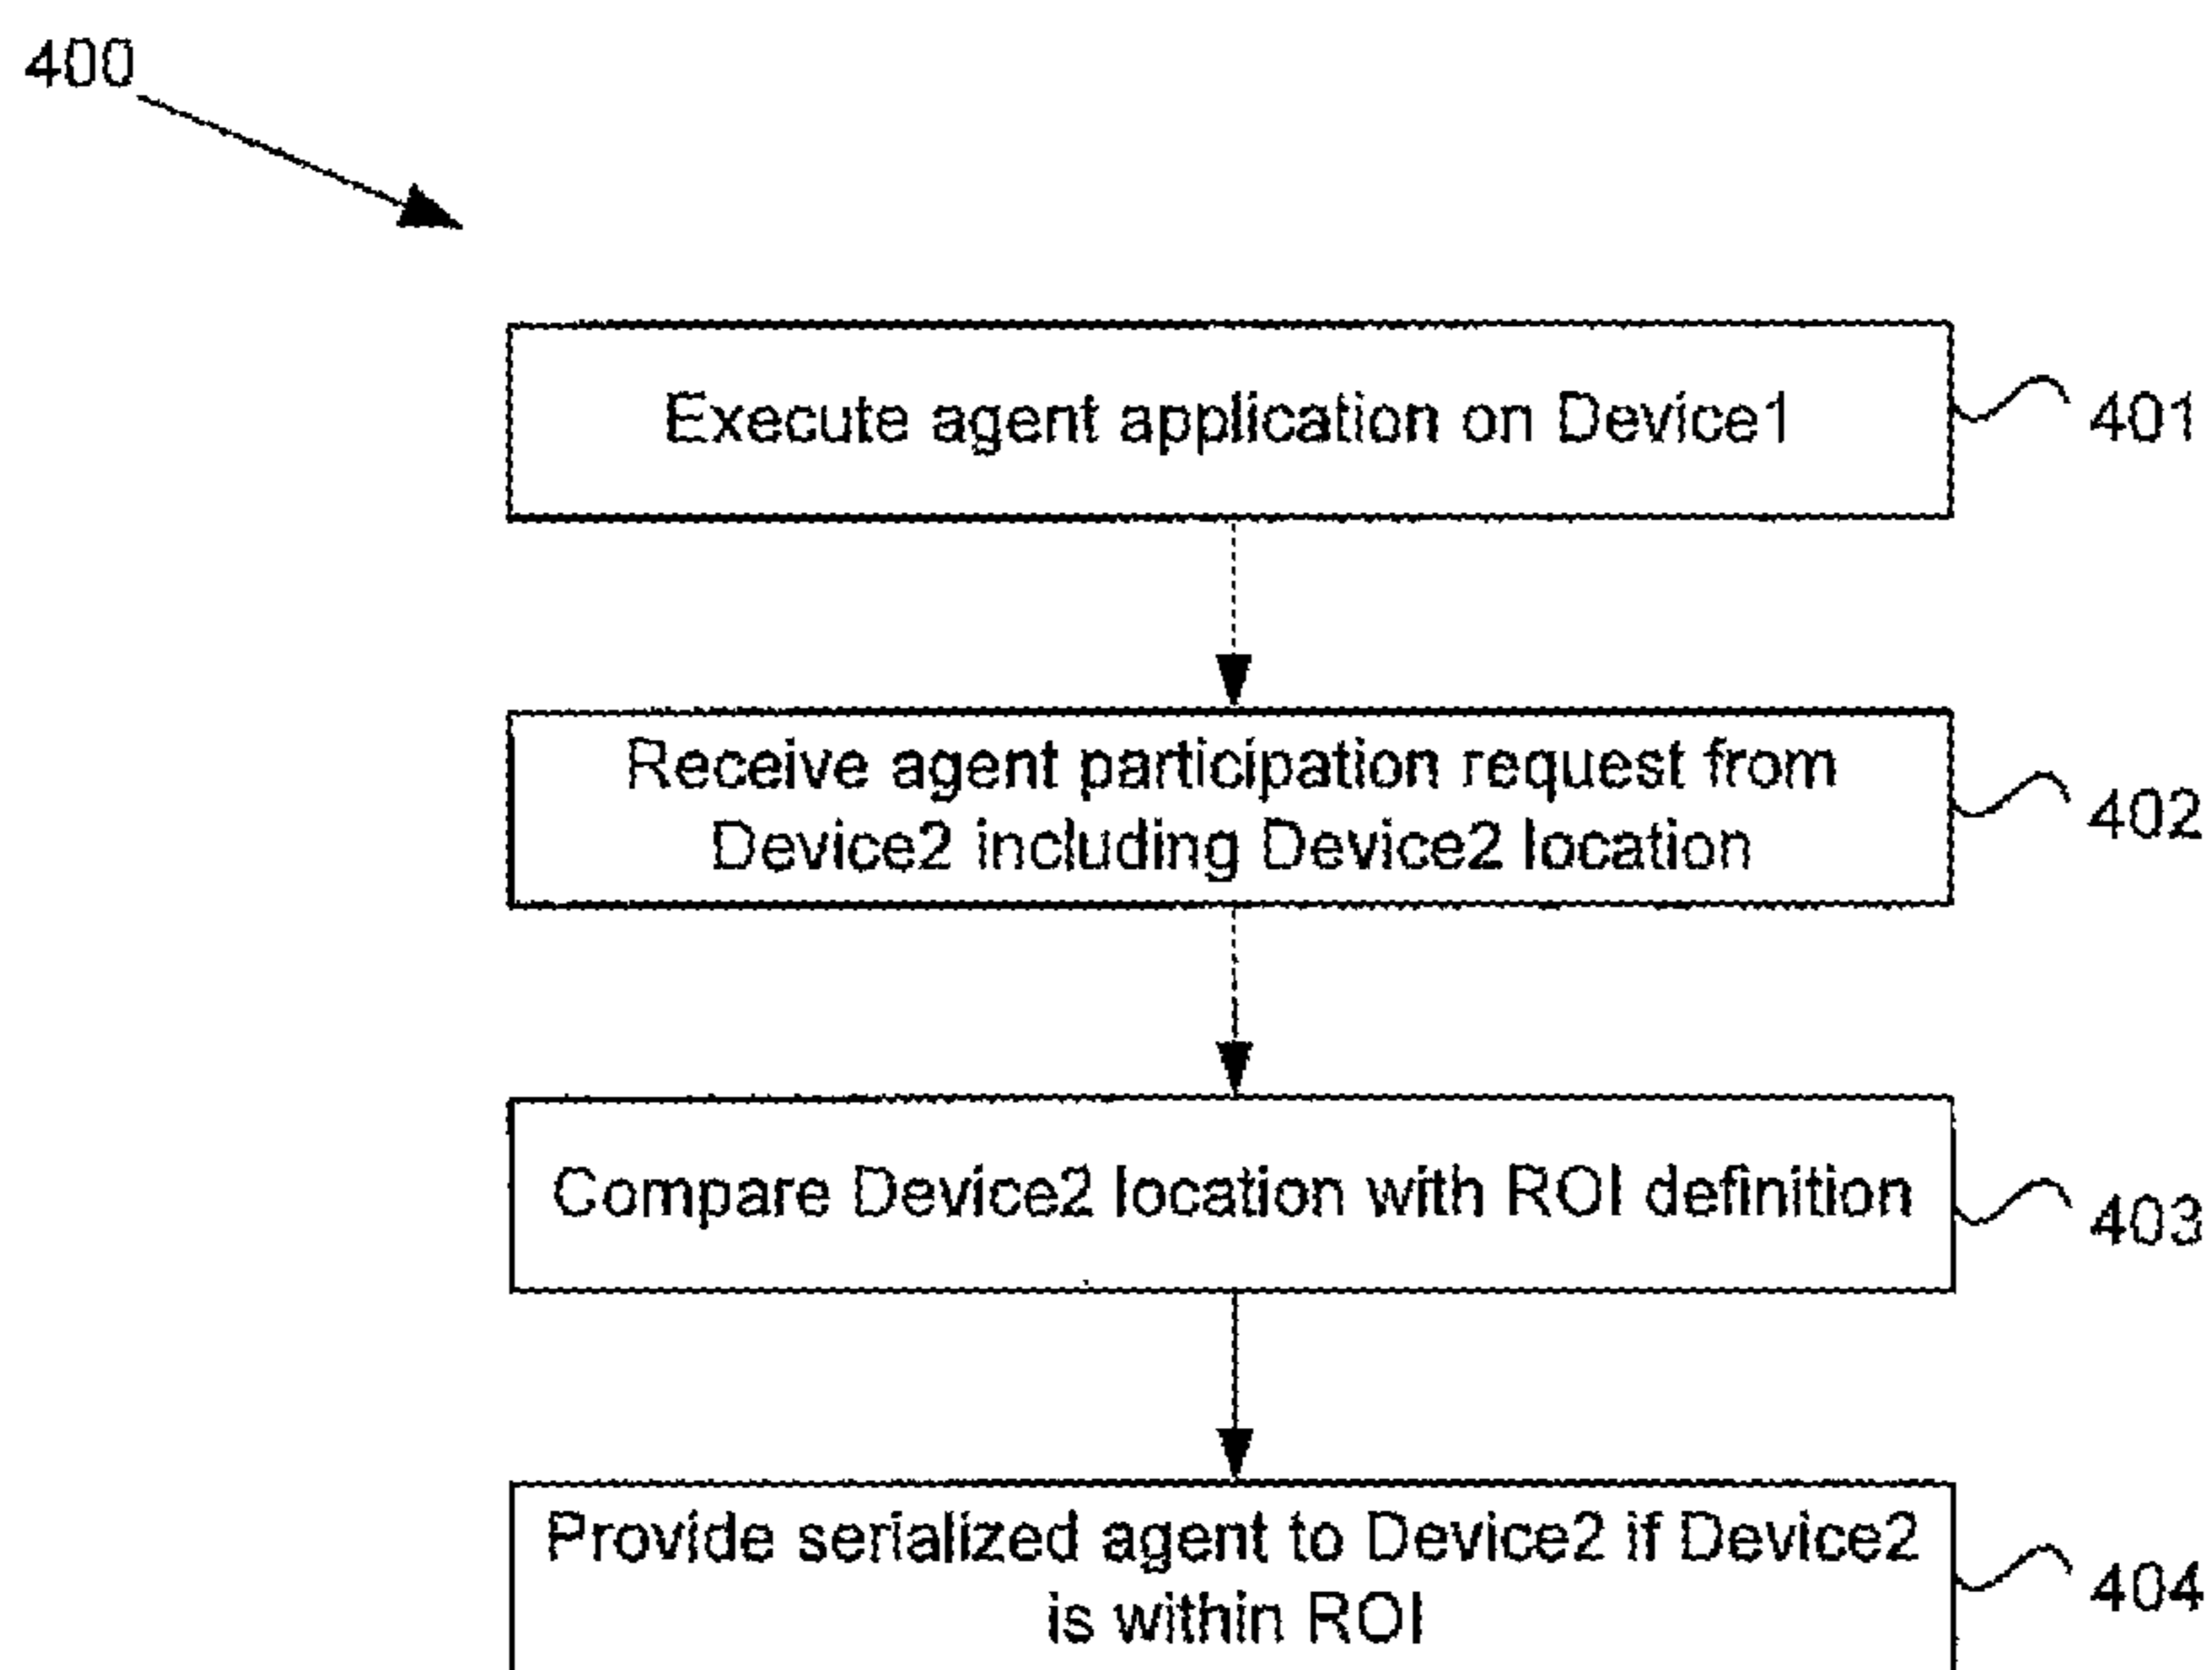 400
Execute agent application on Device1
401
Receive agent participation request from
Device2 including Device2 location
402
Compare Device2 location with ROI definition
403
Provide serialized agent to Device2 if Device2
is within ROI
404